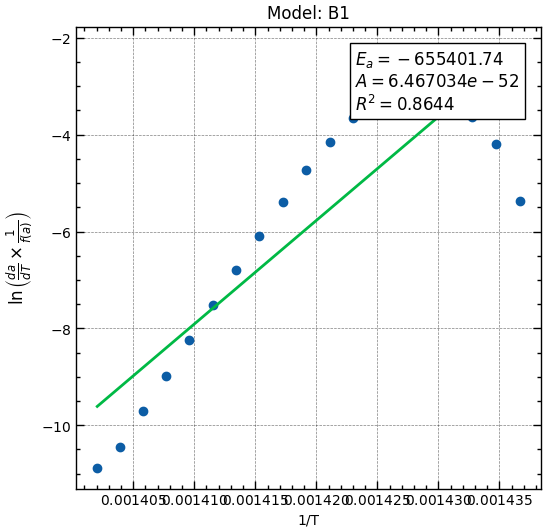 Model: B1
E_a = −655401.74
A = 6.467034e − 52
R^2 = 0.8644
ln(da/dT × 1/f(a))
−2
−4
−6
−8
−10
0.001405 0.001410 0.001415 0.001420 0.001425 0.001430 0.001435
1/T